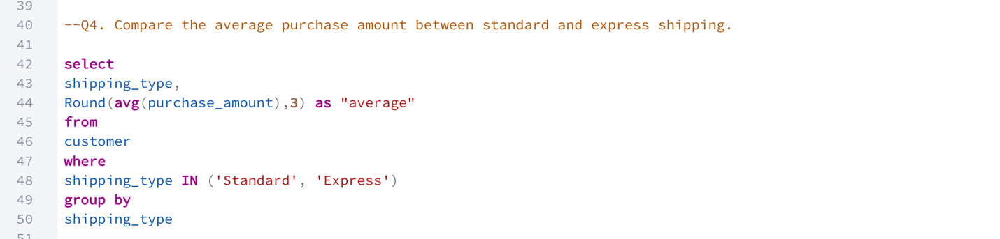 39
40 --Q4. Compare the average purchase amount between standard and express shipping.
41
42 select
43 shipping_type,
44 Round(avg(purchase_amount),3) as "average"
45 from
46 customer
47 where
48 shipping_type IN ('Standard', 'Express')
49 group by
50 shipping_type
51